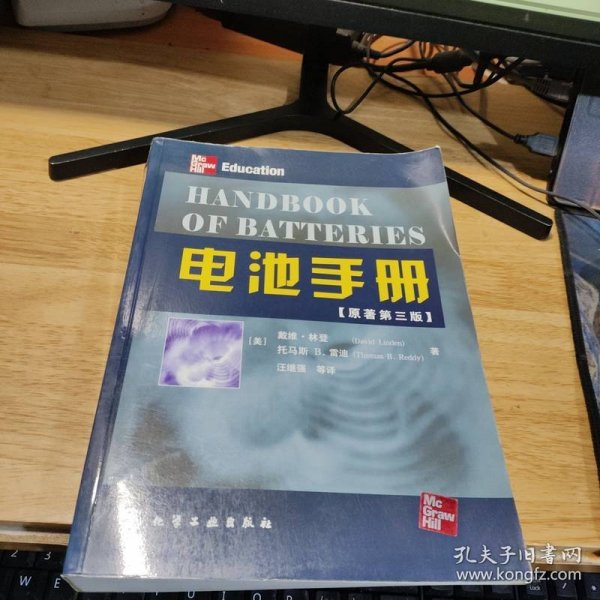 Mc
Graw
Hill
Education
HANDBOOK
OF BATTERIES
电池手册
【原著第三版】
[美] 戴维·林登 (David Linden)
托马斯 B. 雷迪 (Thomas B. Reddy) 著
汪继强 等译
化学工业出版社
Mc
Graw
Hill
孔夫子旧书网
www.kongfz.com